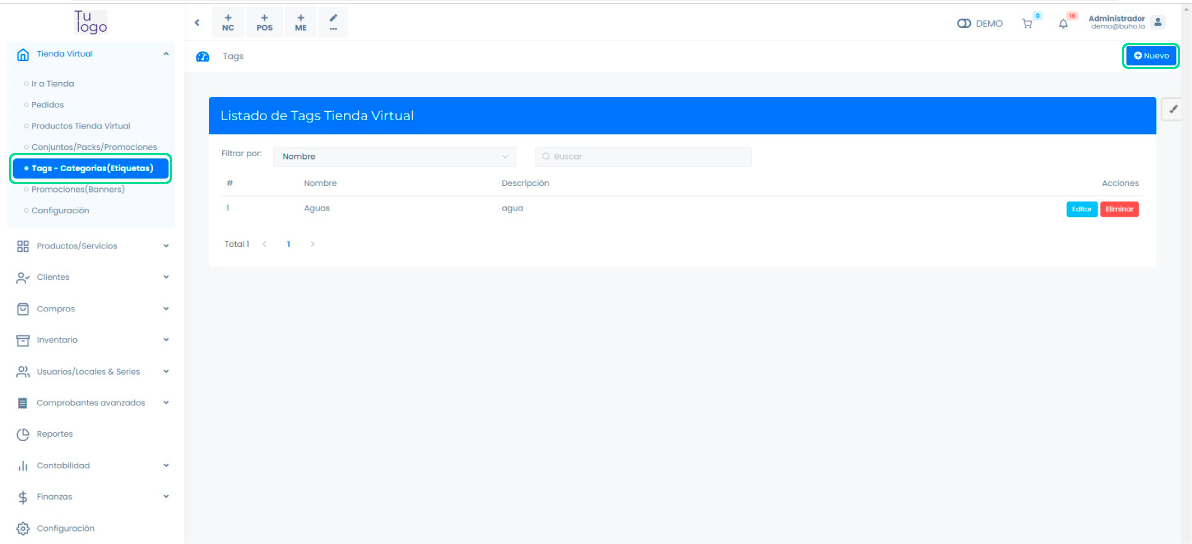 Tu
logo
Tienda Virtual
Ir a Tienda
Pedidos
Productos Tienda Virtual
Conjuntos/Packs/Promociones
Tags - Categorias(Etiquetas)
Promociones(Banners)
Configuración
Productos/Servicios
Clientes
Compras
Inventario
Usuarios/Locales & Series
Comprobantes avanzados
Reportes
Contabilidad
Finanzas
Configuración
+ NC
+ POS
+ ME
...
DEMO
0
16
Administrador
demo@buho.la
Tags
Nuevo
Listado de Tags Tienda Virtual
Filtrar por: Nombre Buscar
# Nombre Descripción Acciones
1 Aguas agua Editar Eliminar
Total 1 < 1 >